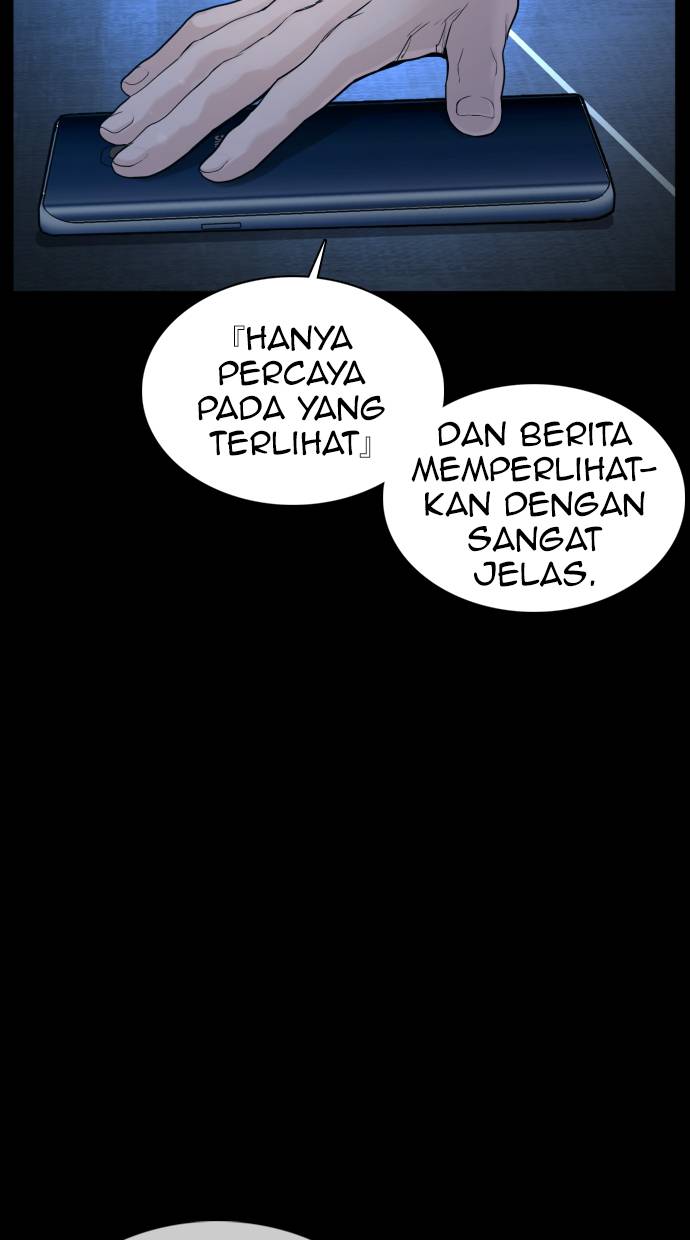 『HANYA
PERCAYA
PADA YANG
TERLIHAT』
DAN BERITA
MEMPERLIHAT-
KAN DENGAN
SANGAT
JELAS.